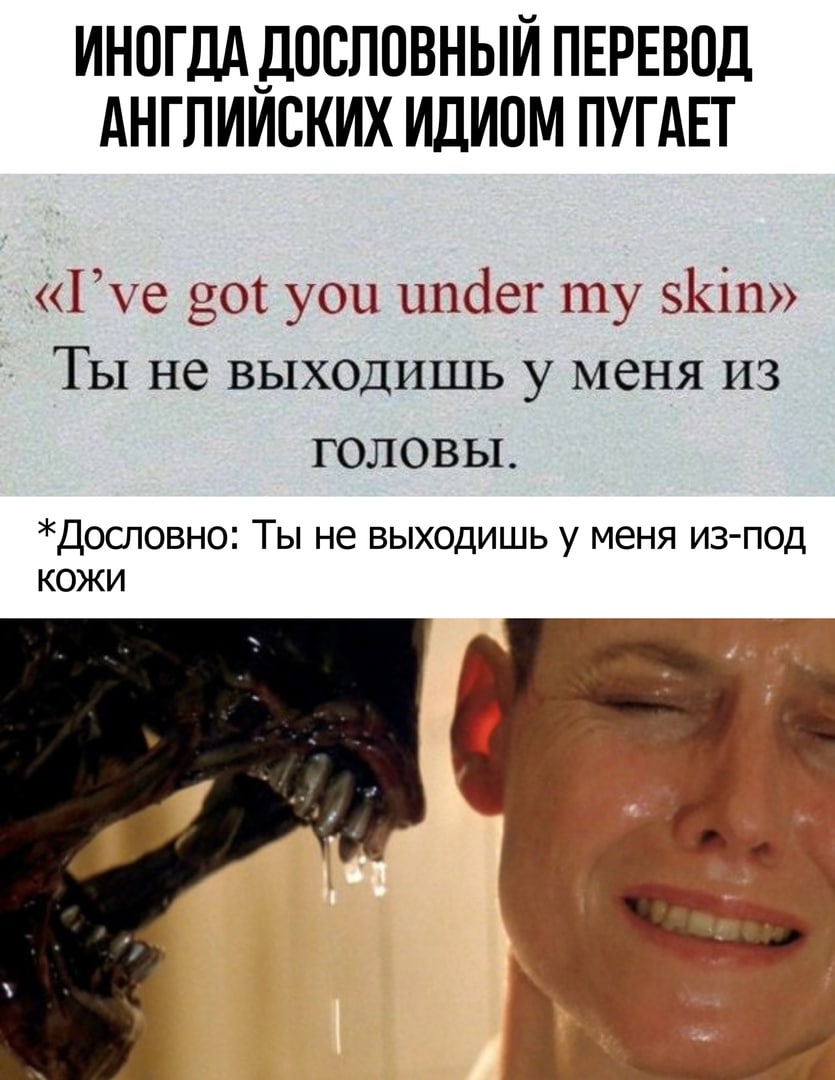 ИНОГДА ДОСЛОВНЫЙ ПЕРЕВОД
АНГЛИЙСКИХ ИДИОМ ПУГАЕТ
«I’ve got you under my skin»
Ты не выходишь у меня из
головы.
*Дословно: Ты не выходишь у меня из-под
кожи